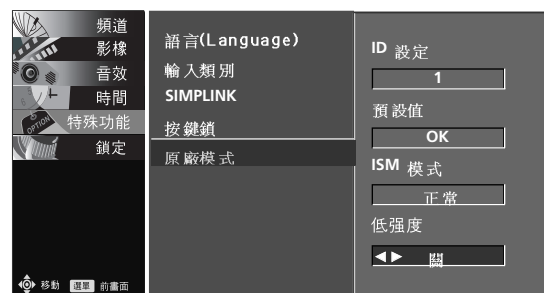 頻道
影像
音效
時間
OPTION
特殊功能
鎖定
移動 選單 前畫面
語言(Language)
輸入類別
SIMPLINK
按鍵鎖
原廠模式
ID 設定
1
預設值
OK
ISM 模式
正常
低强度
◀▶ 關